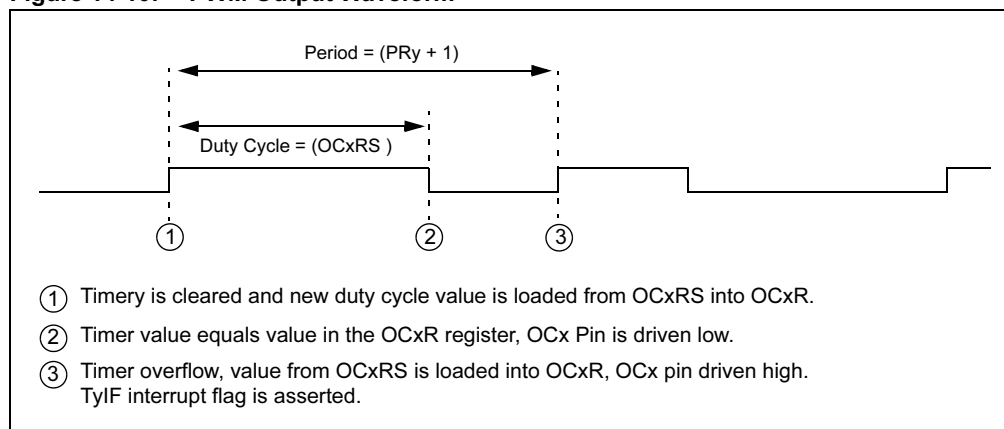 Period = (PRy + 1)
Duty Cycle = (OCxRS )
1 2 3
1 Timery is cleared and new duty cycle value is loaded from OCxRS into OCxR.
2 Timer value equals value in the OCxR register, OCx Pin is driven low.
3 Timer overflow, value from OCxRS is loaded into OCxR, OCx pin driven high.
TyIF interrupt flag is asserted.